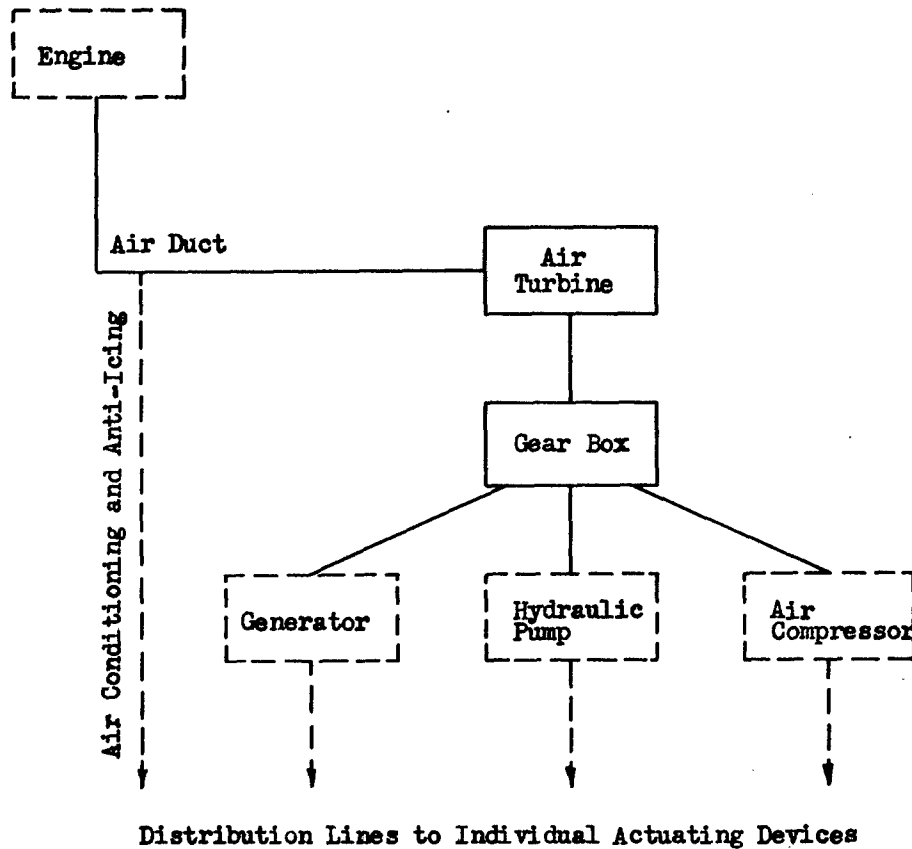 Engine
Air Duct
Air
Turbine
Air Conditioning and Anti-Icing
Gear Box
Generator
Hydraulic
Pump
Air
Compressor
Distribution Lines to Individual Actuating Devices